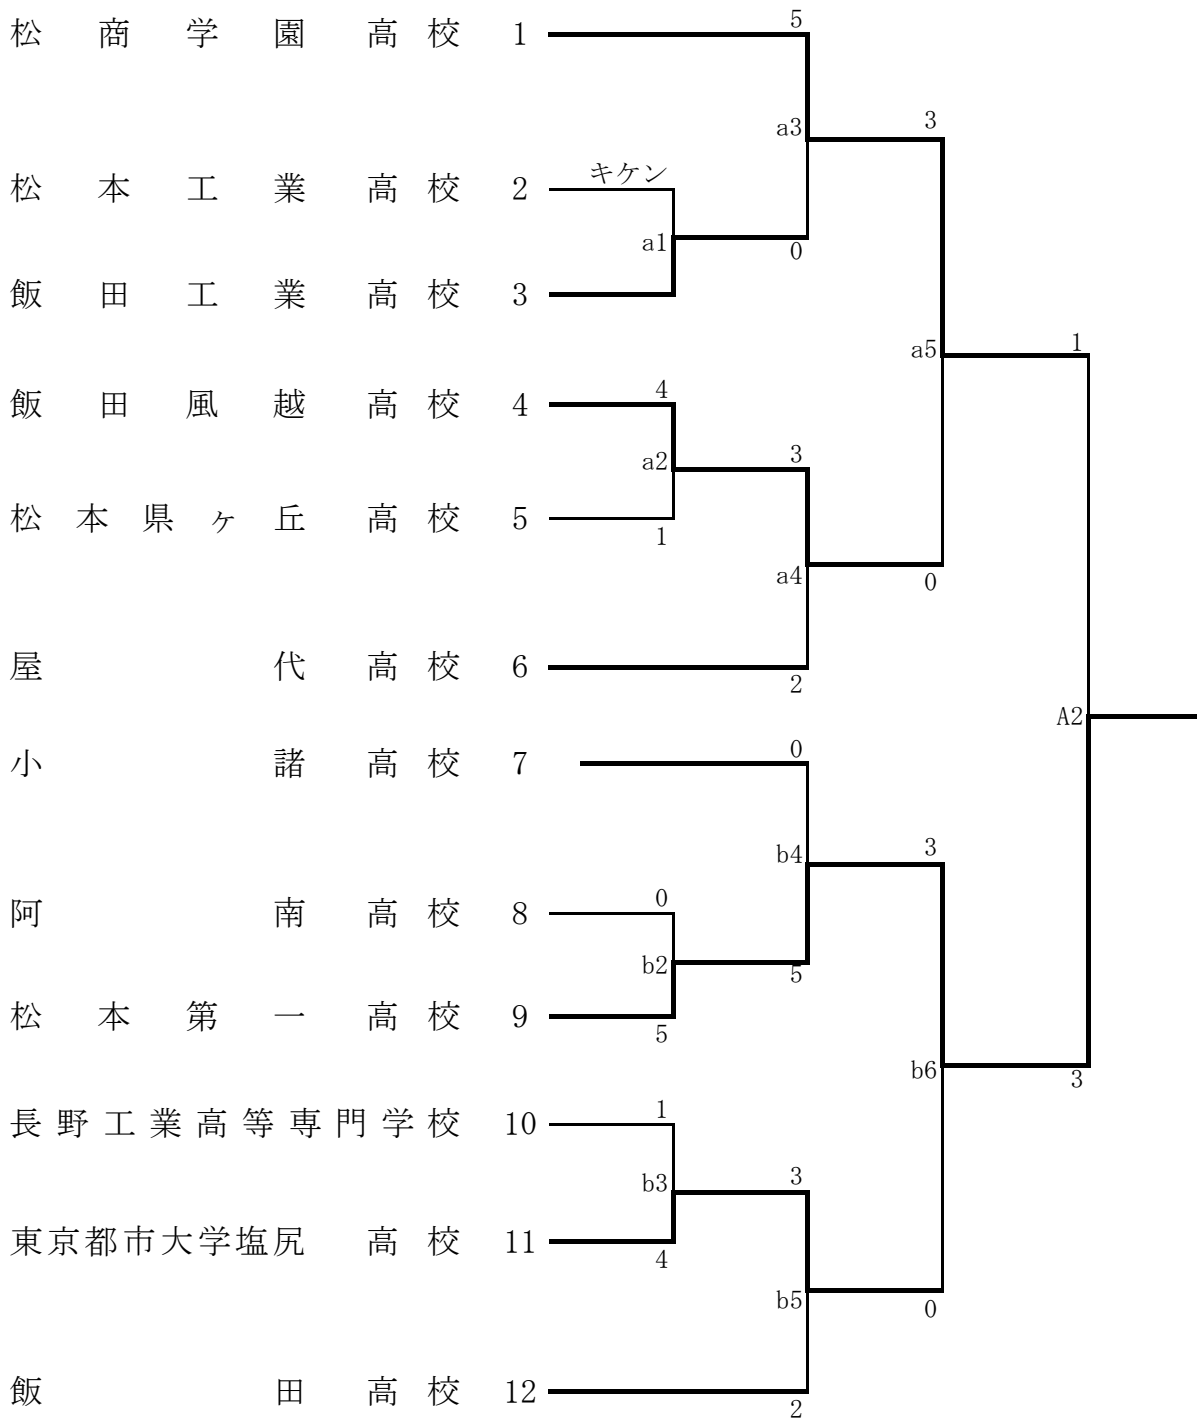 5
松商学園高校 1
a3 3
キケン
松本工業高校 2
a1
0
飯田工業高校 3
a5 1
4
飯田風越高校 4
a2 3
松本県ヶ丘高校 5
1
a4 0
屋代高校 6
2
A2
0
小諸高校 7
b4 3
0
阿南高校 8
b2 5
松本第一高校 9
5
b6 3
1
長野工業高等専門学校 10
b3 3
東京都市大学塩尻高校 11
4
b5 0
飯田高校 12
2